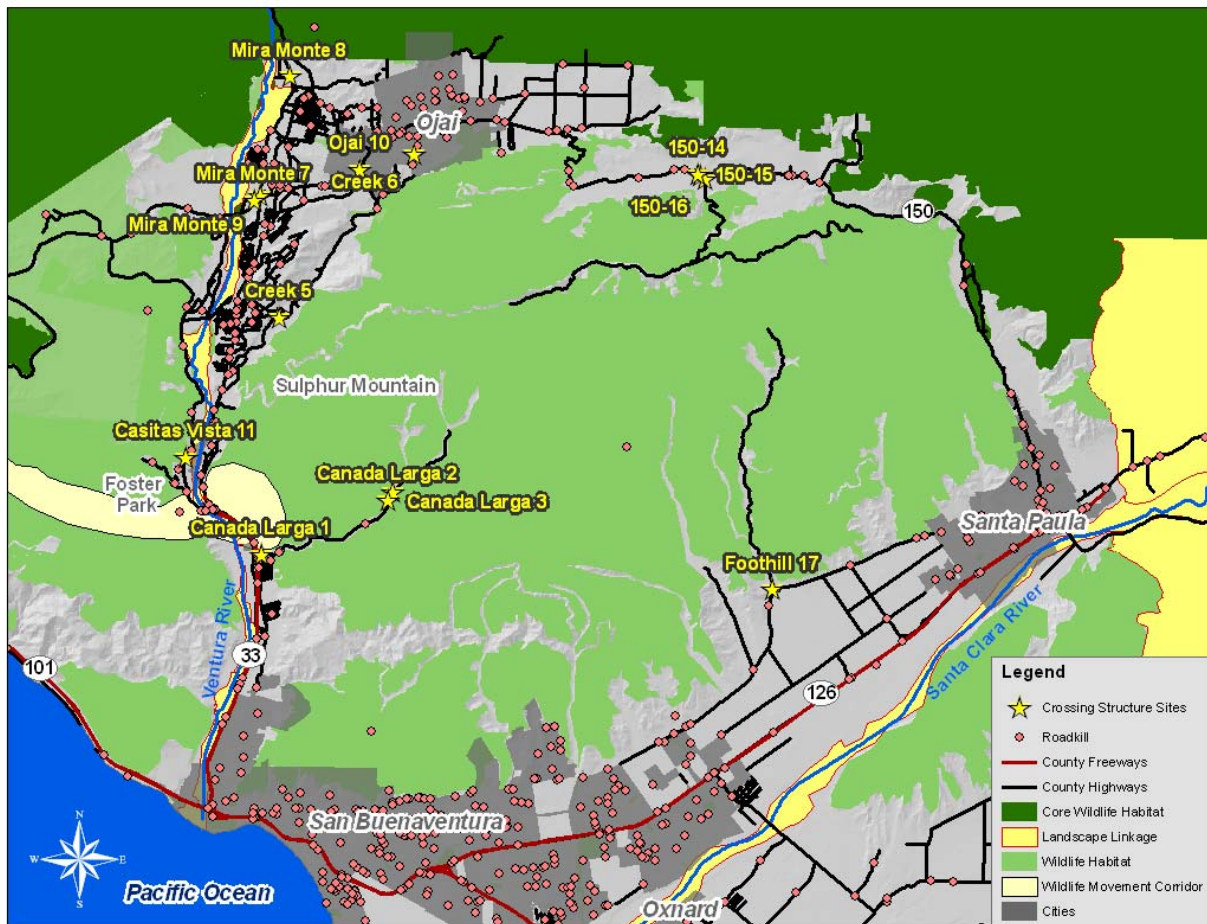 Mira Monte 8
Ojai
Ojai 10
150-14
Mira Monte 7
Creek 6
150-15
150-16
150
Mira Monte 9
Creek 5
Sulphur Mountain
Casitas Vista 11
Foster
Park
Canada Larga 2
Canada Larga 3
Canada Larga 1
Santa Paula
Foothill 17
Ventura River
33
101
126
Santa Clara River
San Buenaventura
Oxnard
Pacific Ocean
N
W
E
S
Legend
Crossing Structure Sites
Roadkill
County Freeways
County Highways
Core Wildlife Habitat
Landscape Linkage
Wildlife Habitat
Wildlife Movement Corridor
Cities